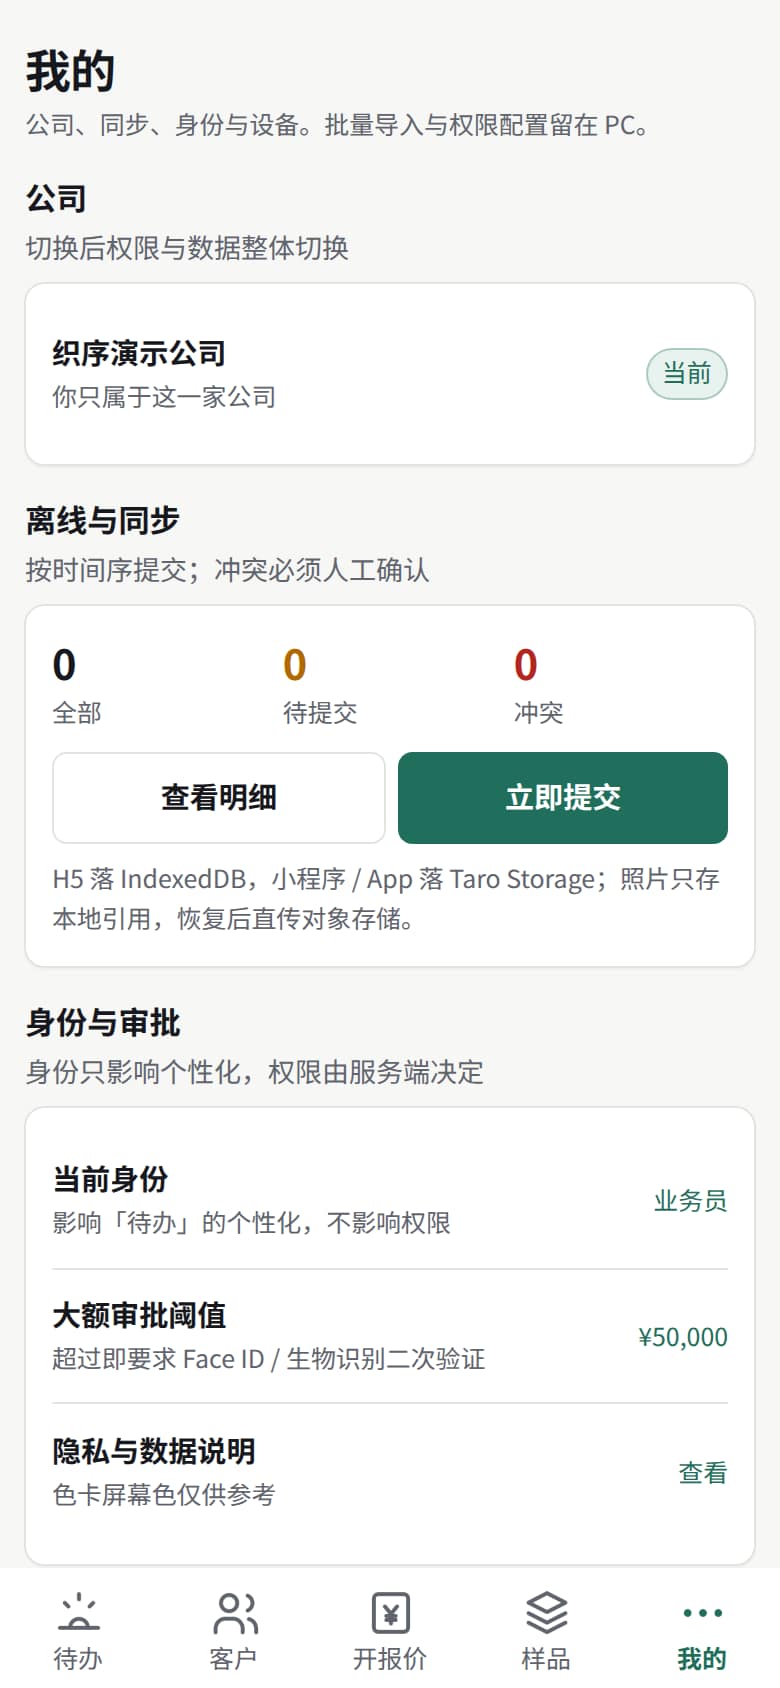 我的
公司、同步、身份与设备。批量导入与权限配置留在 PC。
公司
切换后权限与数据整体切换
织序演示公司
你只属于这一家公司
当前
离线与同步
按时间序提交；冲突必须人工确认
0
全部
0
待提交
0
冲突
查看明细
立即提交
H5 落 IndexedDB，小程序 / App 落 Taro Storage；照片只存
本地引用，恢复后直传对象存储。
身份与审批
身份只影响个性化，权限由服务端决定
当前身份
影响「待办」的个性化，不影响权限
业务员
大额审批阈值
超过即要求 Face ID / 生物识别二次验证
¥50,000
隐私与数据说明
色卡屏幕色仅供参考
查看
待办
客户
¥
开报价
样品
我的